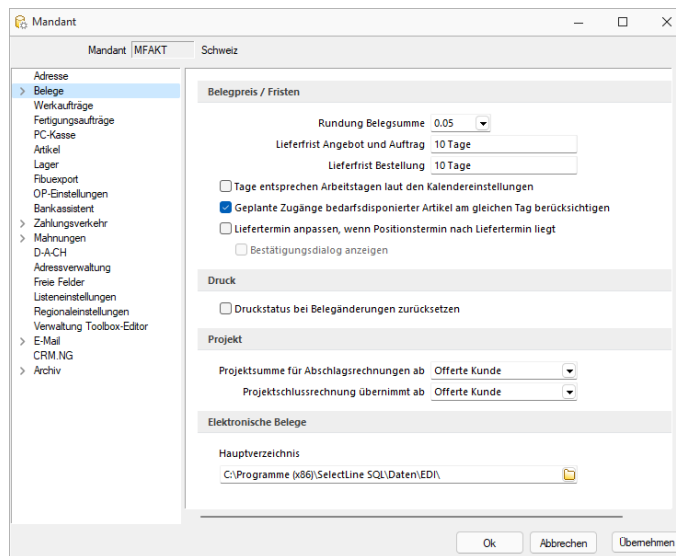 Mandant
Mandant MFAKT Schweiz
Adresse
Belege
Werkaufträge
Fertigungsaufträge
PC-Kasse
Artikel
Lager
Fibuexport
OP-Einstellungen
Bankassistent
Zahlungsverkehr
Mahnungen
D-A-CH
Adressverwaltung
Freie Felder
Listeneinstellungen
Regionaleinstellungen
Verwaltung Toolbox-Editor
E-Mail
CRM.NG
Archiv
Belegpreis / Fristen
Rundung Belegsumme 0.05
Lieferfrist Angebot und Auftrag 10 Tage
Lieferfrist Bestellung 10 Tage
Tage entsprechen Arbeitstagen laut den Kalendereinstellungen
Geplante Zugänge bedarfsdisponierter Artikel am gleichen Tag berücksichtigen
Liefertermin anpassen, wenn Positionstermin nach Liefertermin liegt
Bestätigungsdialog anzeigen
Druck
Druckstatus bei Belegänderungen zurücksetzen
Projekt
Projektsumme für Abschlagsrechnungen ab Offerte Kunde
Projektschlussrechnung übernimmt ab Offerte Kunde
Elektronische Belege
Hauptverzeichnis
C:\Programme (x86)\SelectLine SQL\Daten\EDI\
Ok Abbrechen Übernehmen